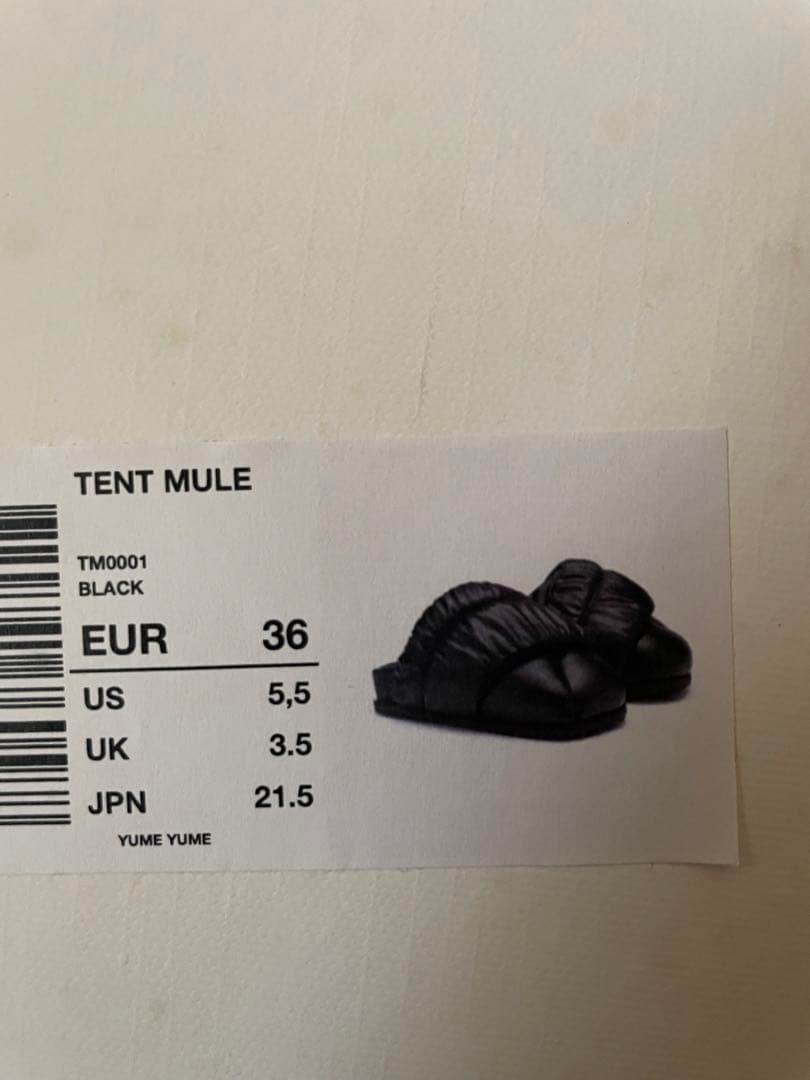 TENT MULE
TM0001
BLACK
EUR 36
US 5,5
UK 3.5
JPN 21.5
YUME YUME